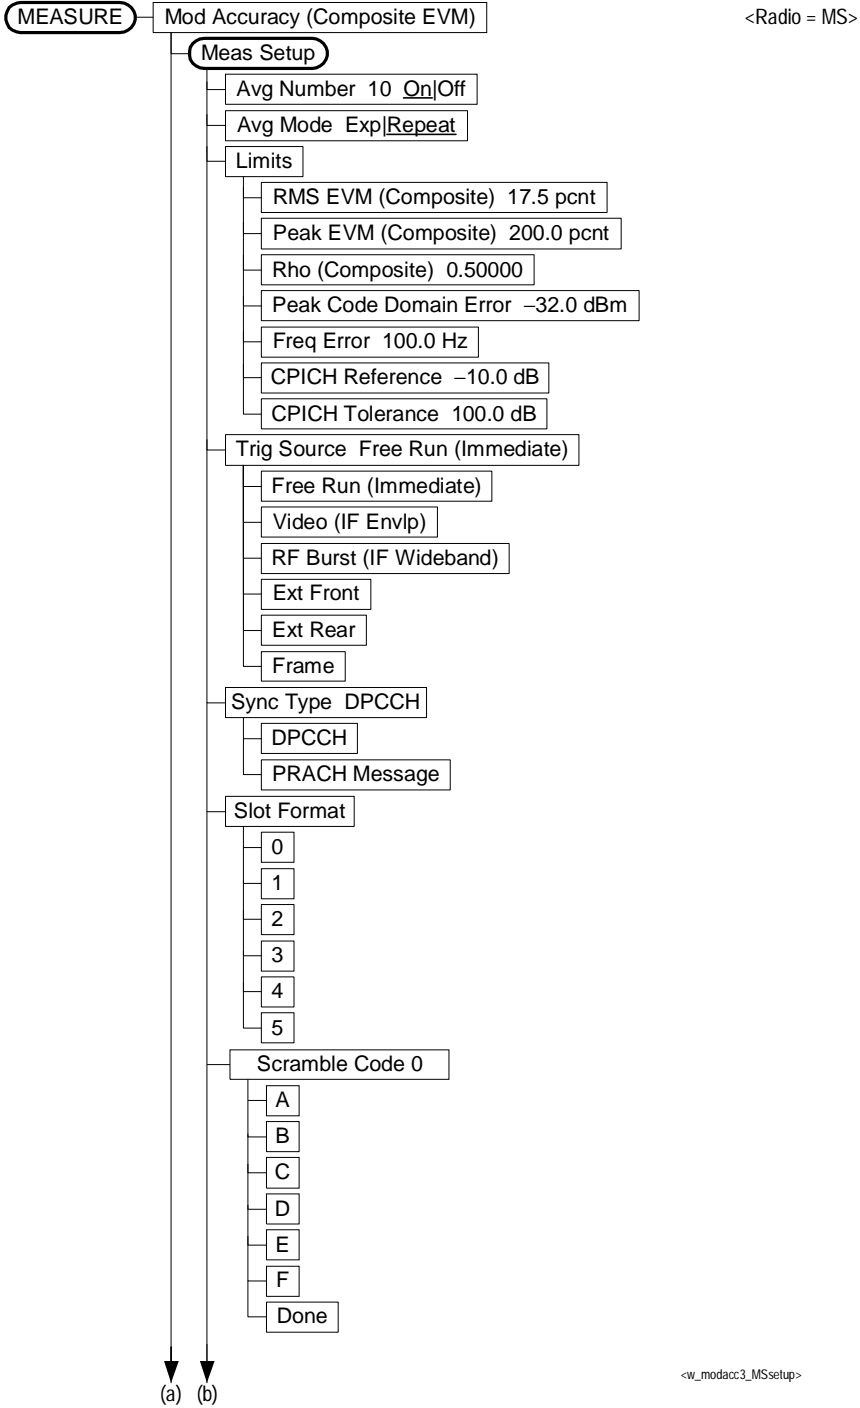 MEASURE Mod Accuracy (Composite EVM) <Radio = MS>
Meas Setup
Avg Number 10 On|Off
Avg Mode Exp|Repeat
Limits
RMS EVM (Composite) 17.5 pcnt
Peak EVM (Composite) 200.0 pcnt
Rho (Composite) 0.50000
Peak Code Domain Error –32.0 dBm
Freq Error 100.0 Hz
CPICH Reference –10.0 dB
CPICH Tolerance 100.0 dB
Trig Source Free Run (Immediate)
Free Run (Immediate)
Video (IF Envlp)
RF Burst (IF Wideband)
Ext Front
Ext Rear
Frame
Sync Type DPCCH
DPCCH
PRACH Message
Slot Format
0
1
2
3
4
5
Scramble Code 0
A
B
C
D
E
F
Done
<w_modacc3_MSsetup>
(a) (b)